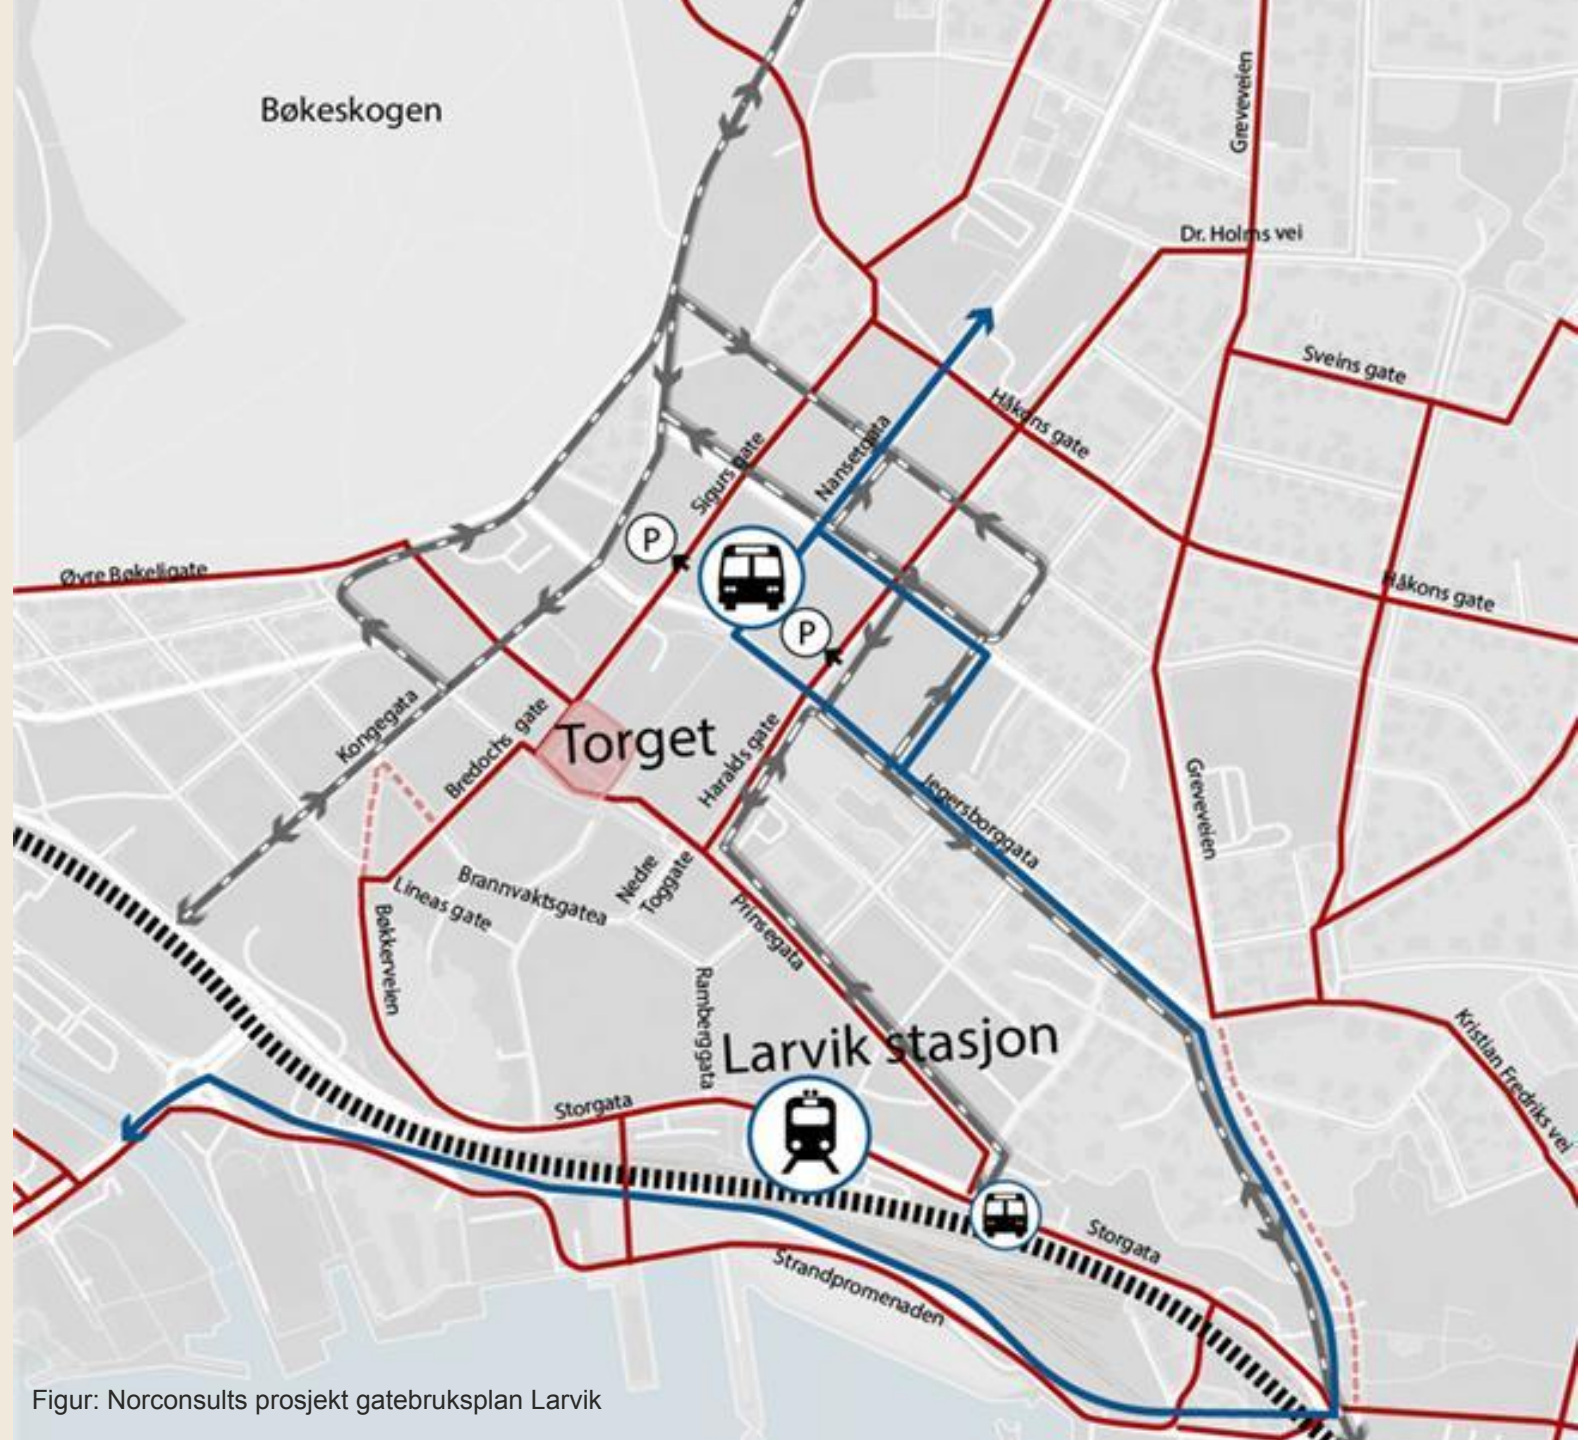 Bøkeskogen
Greveveien
Dr. Holms vei
Sveins gate
Håkons gate
Nansetgata
Sigurs gate
P
P
Øvre Bøkeligate
Håkons gate
Kongegata
Bredochs gate
Torget
Haralds gate
Jegersborggata
Greveveien
Nedre
Toggate
Brannvaktsgatea
Lineas gate
Prinsegata
Bøkkerveien
Ramberggata
Larvik stasjon
Kristian Fredriks vei
Storgata
Storgata
Strandpromenaden
Figur: Norconsults prosjekt gatebruksplan Larvik